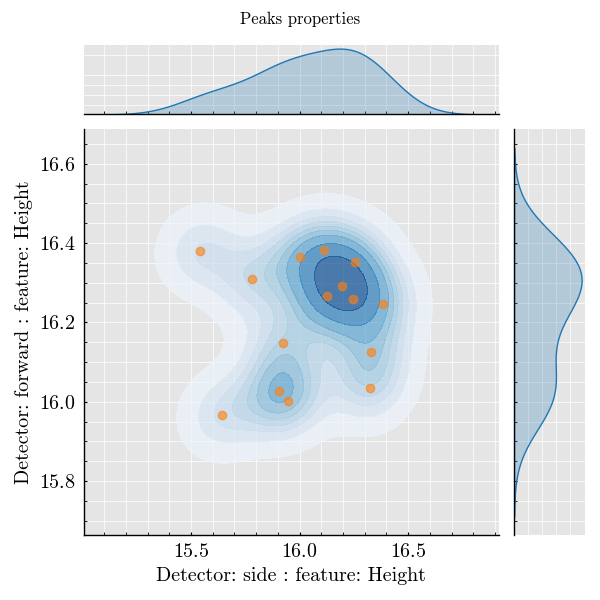 Peaks properties
16.6
16.4
16.2
16.0
15.8
Detector: forward : feature: Height
15.5 16.0 16.5
Detector: side : feature: Height